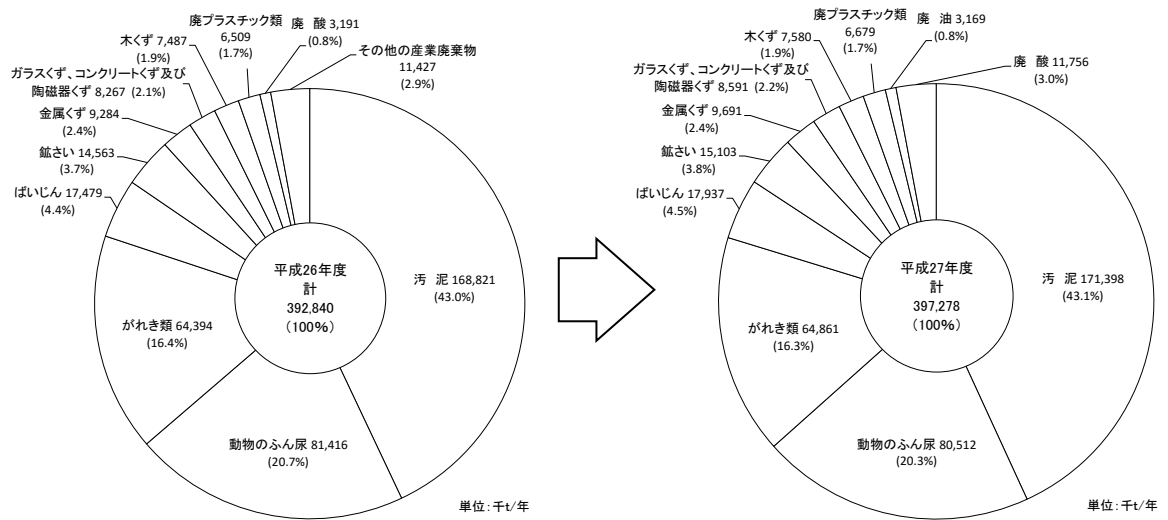 廃プラスチック類
6,509
(1.7%)
廃 酸 3,191
(0.8%)
その他の産業廃棄物
11,427
(2.9%)
木くず 7,487
(1.9%)
ガラスくず、コンクリートくず及び
陶磁器くず 8,267 (2.1%)
金属くず 9,284
(2.4%)
鉱さい 14,563
(3.7%)
ばいじん 17,479
(4.4%)
がれき類 64,394
(16.4%)
動物のふん尿 81,416
(20.7%)
汚 泥 168,821
(43.0%)
平成26年度
計
392,840
(100%)
単位:千t/年
廃プラスチック類
6,679
(1.7%)
廃 油 3,169
(0.8%)
廃 酸 11,756
(3.0%)
木くず 7,580
(1.9%)
ガラスくず、コンクリートくず及び
陶磁器くず 8,591 (2.2%)
金属くず 9,691
(2.4%)
鉱さい 15,103
(3.8%)
ばいじん 17,937
(4.5%)
がれき類 64,861
(16.3%)
動物のふん尿 80,512
(20.3%)
汚 泥 171,398
(43.1%)
平成27年度
計
397,278
(100%)
単位:千t/年